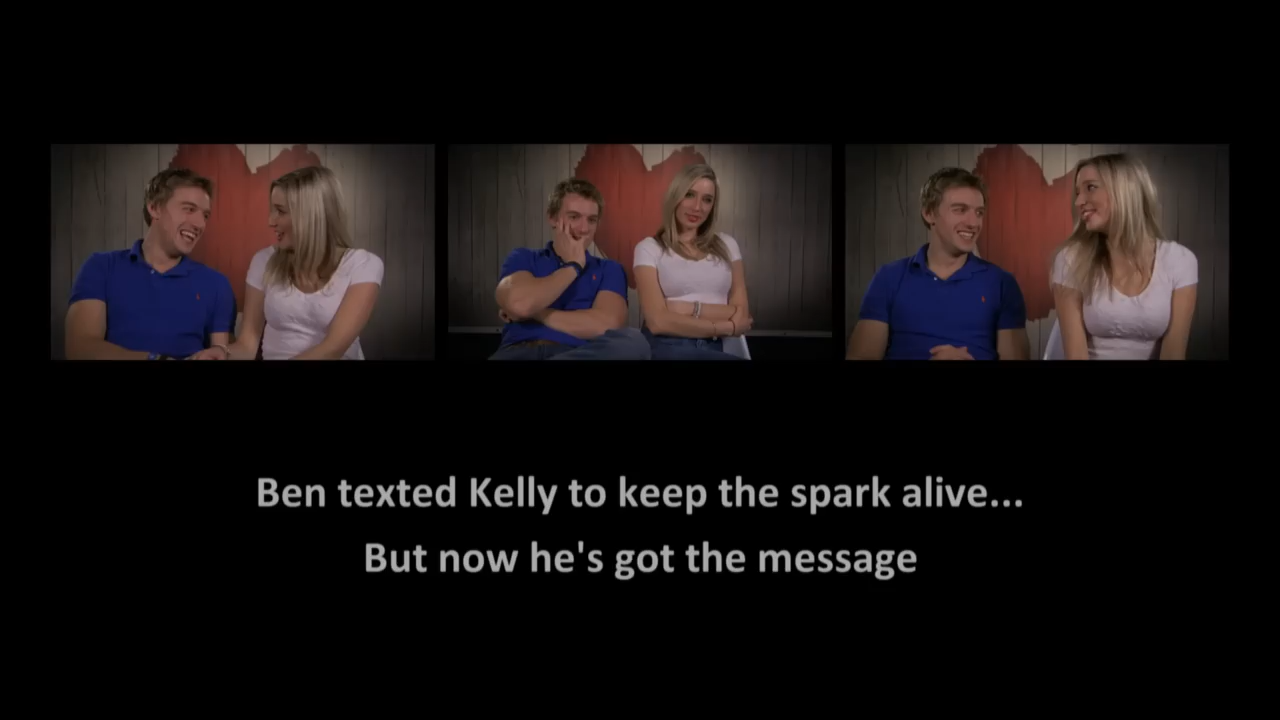 Ben texted Kelly to keep the spark alive...
But now he's got the message